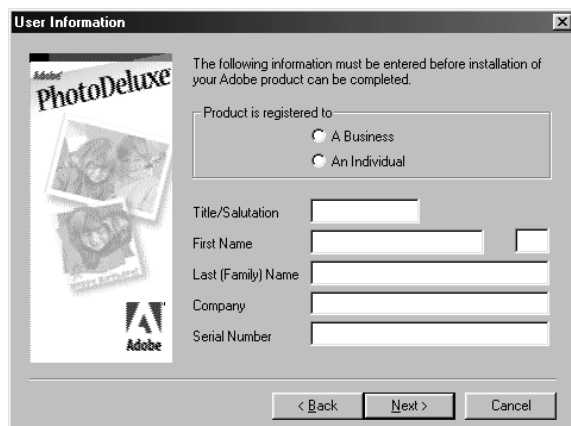 User Information
Adobe
PhotoDeluxe
Adobe
The following information must be entered before installation of
your Adobe product can be completed.
Product is registered to
A Business
An Individual
Title/Salutation
First Name
Last (Family) Name
Company
Serial Number
< Back
Next >
Cancel